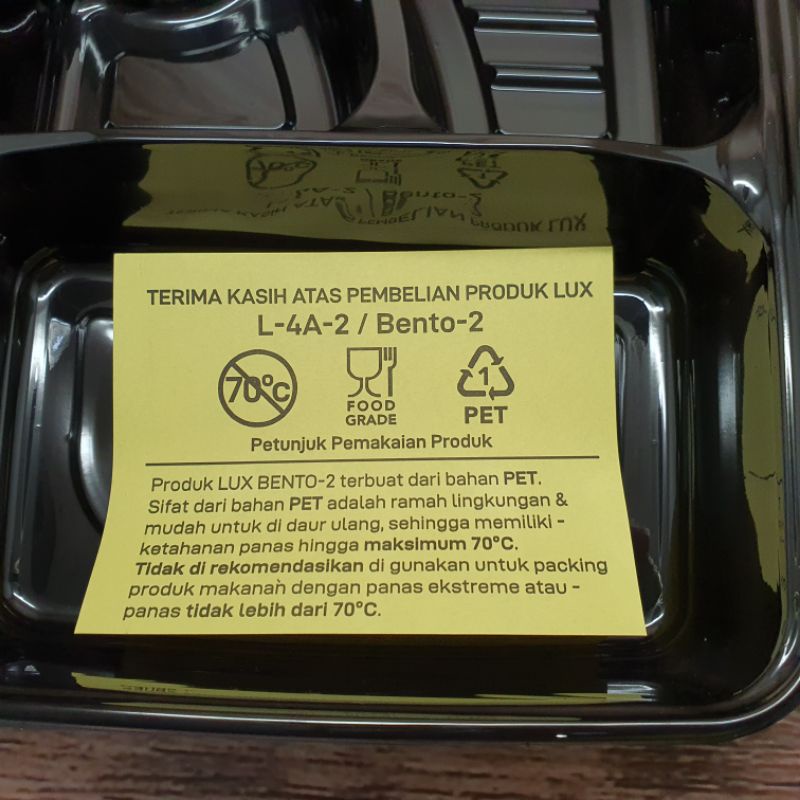 TERIMA KASIH ATAS PEMBELIAN PRODUK LUX
L-4A-2 / Bento-2
70°C
FOOD
GRADE
1
PET
Petunjuk Pemakaian Produk
Produk LUX BENTO-2 terbuat dari bahan PET.
Sifat dari bahan PET adalah ramah lingkungan &
mudah untuk di daur ulang, sehingga memiliki -
ketahanan panas hingga maksimum 70°C.
Tidak di rekomendasikan di gunakan untuk packing
produk makanan dengan panas ekstreme atau -
panas tidak lebih dari 70°C.